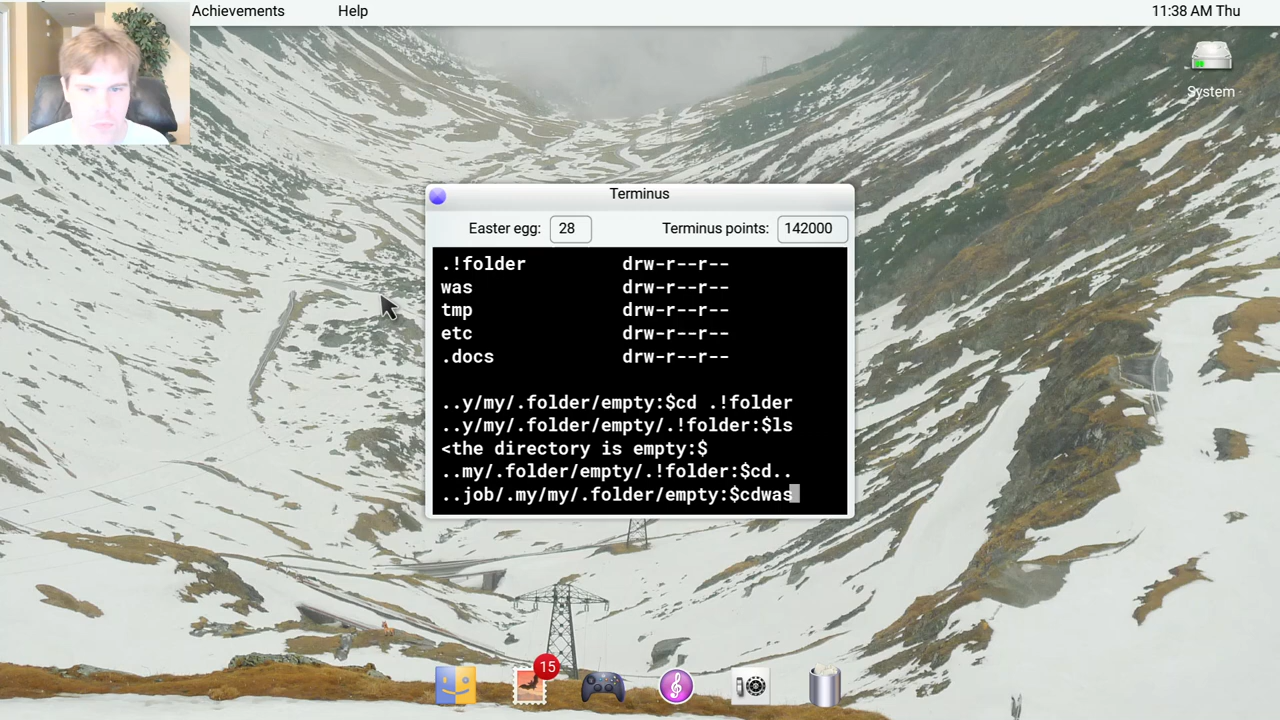 Achievements Help 11:38 AM Thu
System
Terminus
Easter egg: 28 Terminus points: 142000
.!folder drw-r--r--
was drw-r--r--
tmp drw-r--r--
etc drw-r--r--
.docs drw-r--r--
..y/my/.folder/empty:$cd .!folder
..y/my/.folder/empty/.!folder:$ls
<the directory is empty:$
..my/.folder/empty/.!folder:$cd..
..job/.my/my/.folder/empty:$cdwas
15